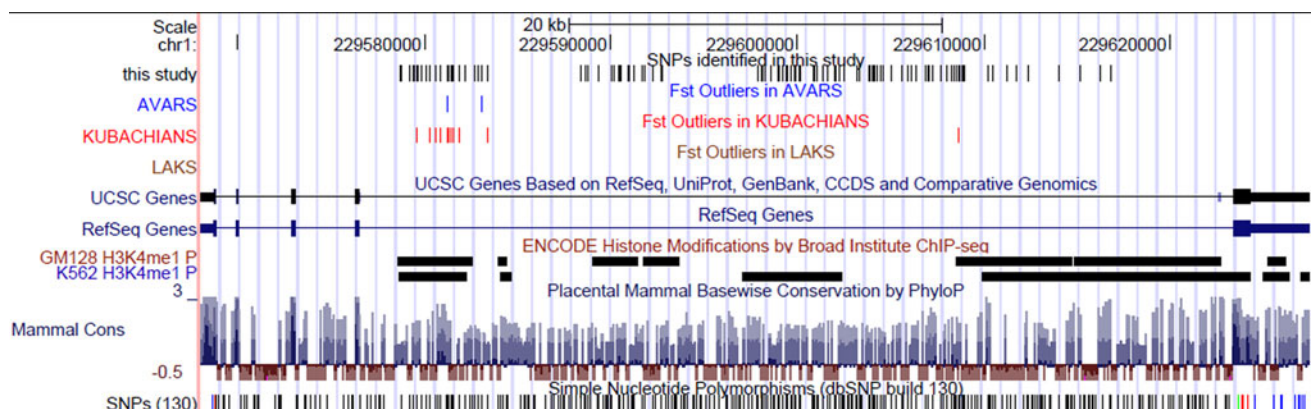 Scale 20 kb
chr1: 229580000 229590000 229600000 229610000 229620000
SNPs identified in this study
this study
Fst Outliers in AVARS
AVARS
Fst Outliers in KUBACHIANS
KUBACHIANS
Fst Outliers in LAKS
LAKS
UCSC Genes Based on RefSeq, UniProt, GenBank, CCDS and Comparative Genomics
UCSC Genes
RefSeq Genes
RefSeq Genes
ENCODE Histone Modifications by Broad Institute ChIP-seq
GM128 H3K4me1 P
K562 H3K4me1 P
Placental Mammal Basewise Conservation by PhyloP
3
Mammal Cons
-0.5
Simple Nucleotide Polymorphisms (dbSNP build 130)
SNPs (130)